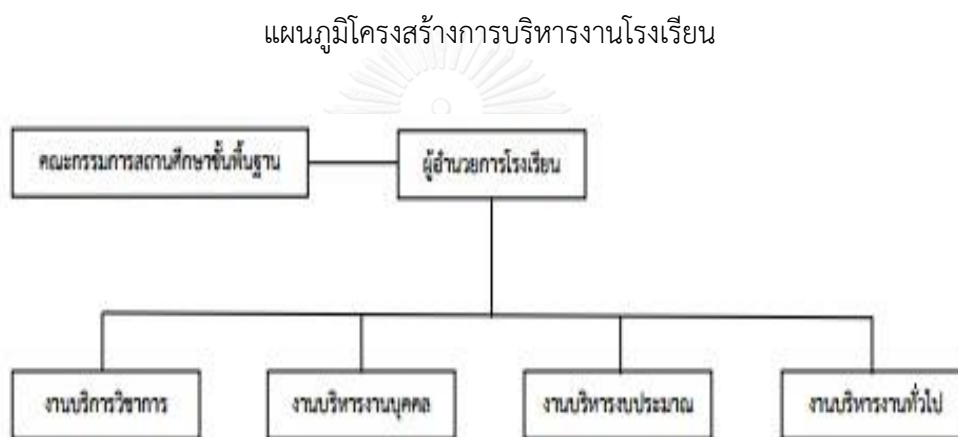 แผนภูมิโครงสร้างการบริหารงานโรงเรียน
คณะกรรมการสถานศึกษาขั้นพื้นฐาน
ผู้อำนวยการโรงเรียน
งานบริการวิชาการ
งานบริหารงานบุคคล
งานบริหารงบประมาณ
งานบริหารงานทั่วไป